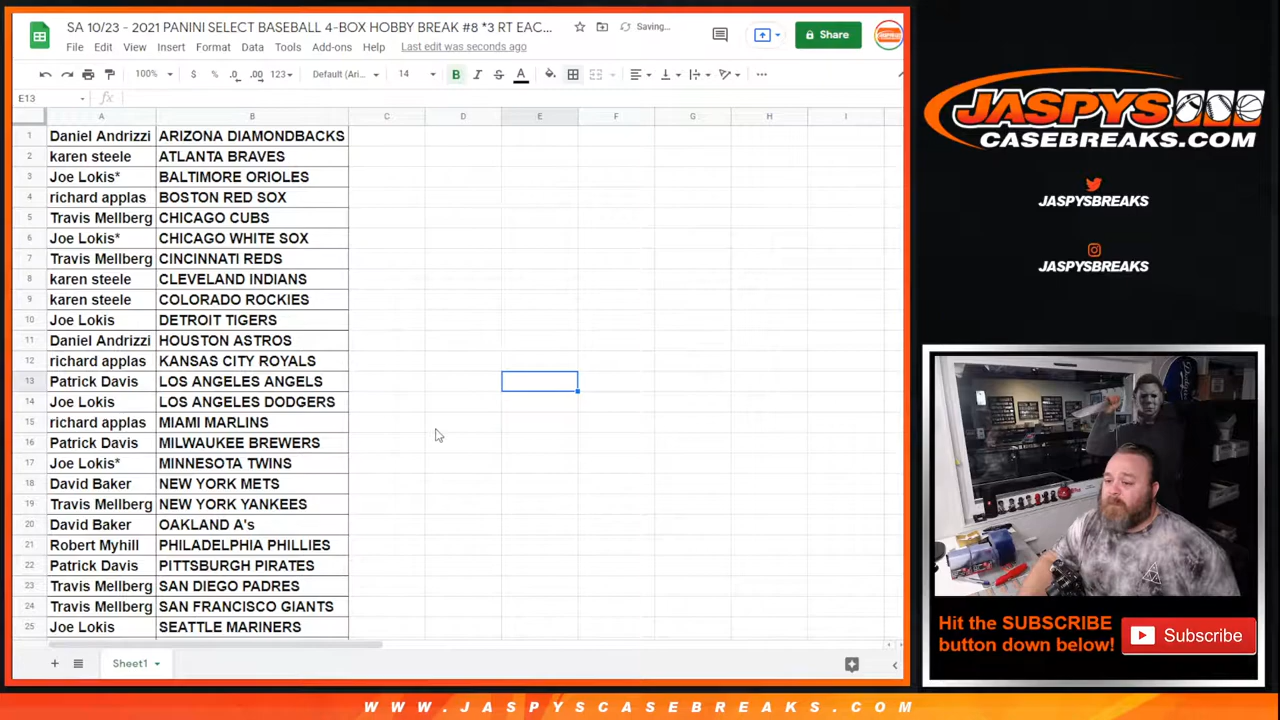 SA 10/23 - 2021 PANINI SELECT BASEBALL 4-BOX HOBBY BREAK #8 *3 RT EAC...
Saving...
Share
File Edit View Insert Format Data Tools Add-ons Help Last edit was seconds ago
100% $ % .0 .00 123 Default (Ari... 14 B I S A
E13 fx
A B C D E F G H I
1 Daniel Andrizzi ARIZONA DIAMONDBACKS
2 karen steele ATLANTA BRAVES
3 Joe Lokis* BALTIMORE ORIOLES
4 richard applas BOSTON RED SOX
5 Travis Mellberg CHICAGO CUBS
6 Joe Lokis* CHICAGO WHITE SOX
7 Travis Mellberg CINCINNATI REDS
8 karen steele CLEVELAND INDIANS
9 karen steele COLORADO ROCKIES
10 Joe Lokis DETROIT TIGERS
11 Daniel Andrizzi HOUSTON ASTROS
12 richard applas KANSAS CITY ROYALS
13 Patrick Davis LOS ANGELES ANGELS
14 Joe Lokis LOS ANGELES DODGERS
15 richard applas MIAMI MARLINS
16 Patrick Davis MILWAUKEE BREWERS
17 Joe Lokis* MINNESOTA TWINS
18 David Baker NEW YORK METS
19 Travis Mellberg NEW YORK YANKEES
20 David Baker OAKLAND A's
21 Robert Myhill PHILADELPHIA PHILLIES
22 Patrick Davis PITTSBURGH PIRATES
23 Travis Mellberg SAN DIEGO PADRES
24 Travis Mellberg SAN FRANCISCO GIANTS
25 Joe Lokis SEATTLE MARINERS
Sheet1
JASPYS
CASEBREAKS.COM
JASPYSBREAKS
JASPYSBREAKS
Hit the SUBSCRIBE
button down below!
Subscribe
WWW.JASPYSCASEBREAKS.COM